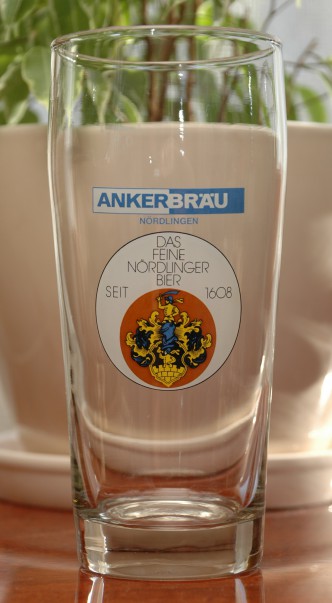 ANKERBRÄU
NÖRDLINGEN
DAS
FEINE
NÖRDLINGER
BIER
SEIT 1608